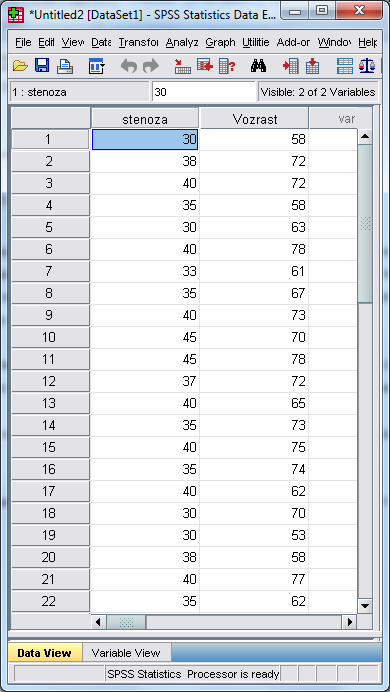 *Untitled2 [DataSet1] - SPSS Statistics Data E...
File Edit View Data Transfor Analyz Graph Utilitie Add-or Window Help
1 : stenoza 30 Visible: 2 of 2 Variables
stenoza Vozrast var
1 30 58
2 38 72
3 40 72
4 35 58
5 30 63
6 40 78
7 33 61
8 35 67
9 40 73
10 45 70
11 45 78
12 37 72
13 40 65
14 35 73
15 40 75
16 35 74
17 40 62
18 30 70
19 30 53
20 38 58
21 40 77
22 35 62
Data View Variable View
SPSS Statistics Processor is ready